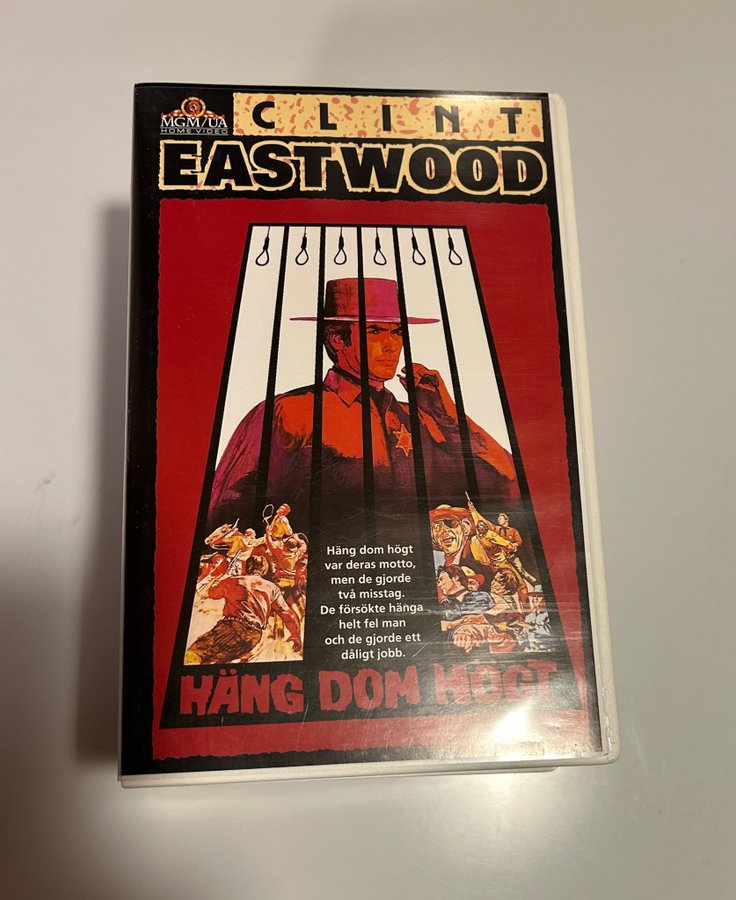 MGM/UA
HOME VIDEO
CLINT
EASTWOOD
Häng dom högt
var deras motto,
men de gjorde
två misstag.
De försökte hänga
helt fel man
och de gjorde ett
dåligt jobb.
HÄNG DOM HÖGT